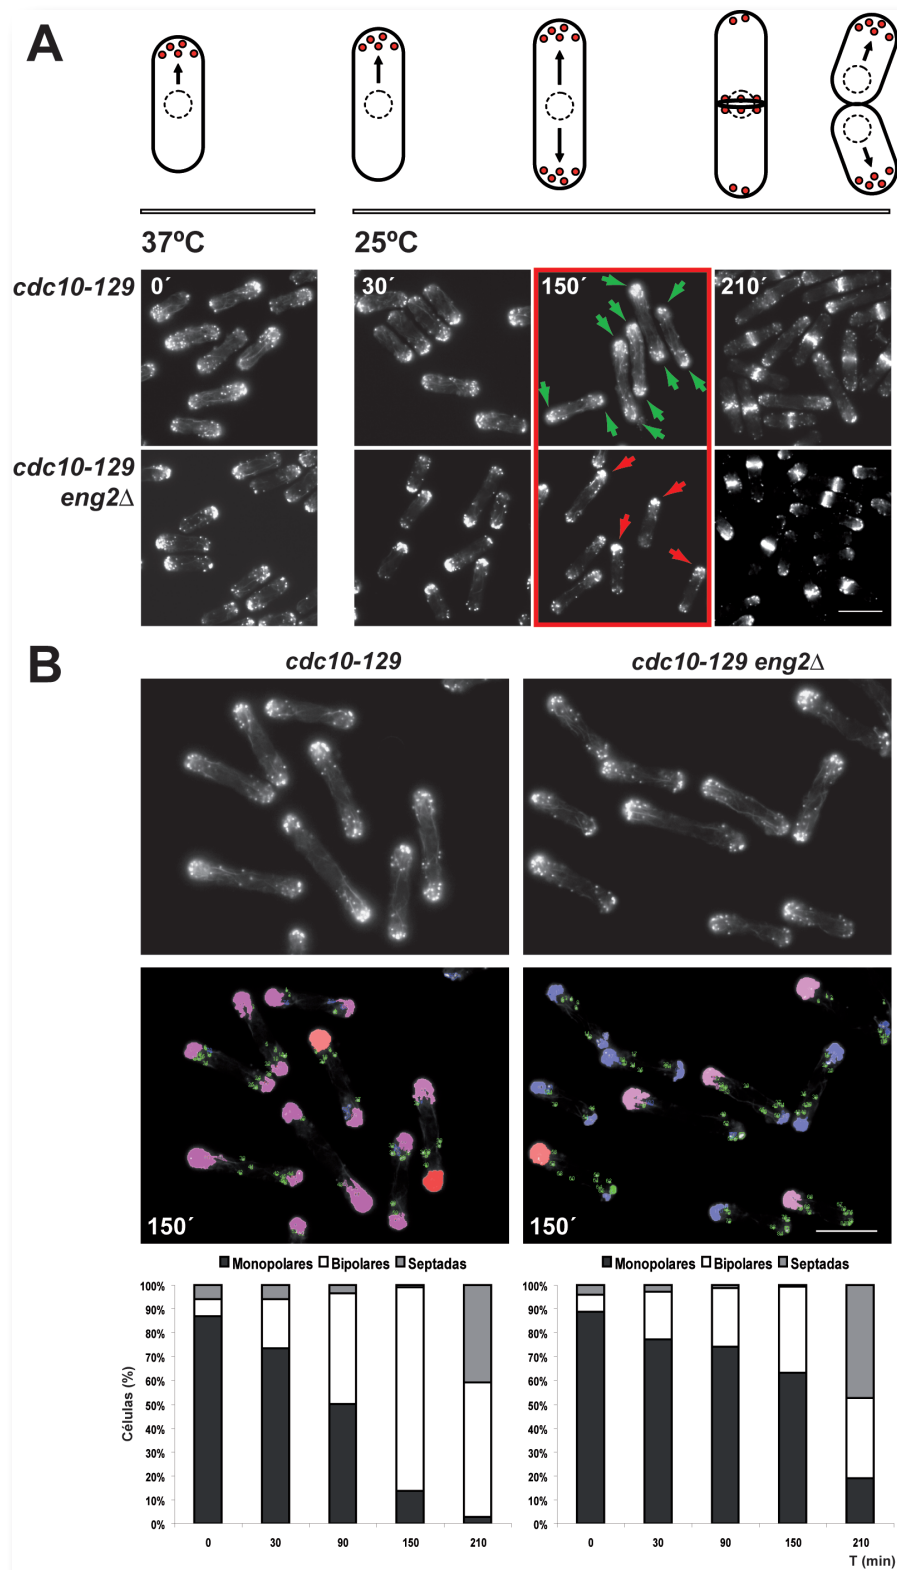 A
37ºC
25ºC
cdc10-129
0´
30´
150´
210´
cdc10-129
eng2Δ
B
cdc10-129
cdc10-129 eng2Δ
150´
150´
Monopolares Bipolares Septadas
Monopolares Bipolares Septadas
100%
90%
80%
70%
60%
50%
40%
30%
20%
10%
0%
Células (%)
0 30 90 150 210
100%
90%
80%
70%
60%
50%
40%
30%
20%
10%
0%
0 30 90 150 210
T (min)